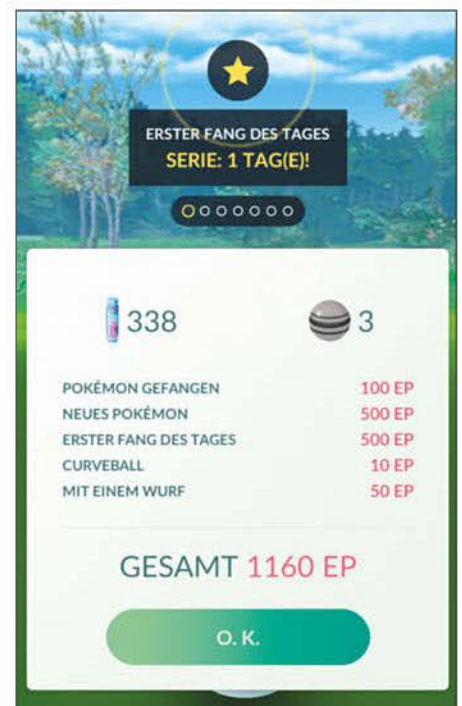 ERSTER FANG DES TAGES
SERIE: 1 TAG(E)!
338 3
POKÉMON GEFANGEN 100 EP
NEUES POKÉMON 500 EP
ERSTER FANG DES TAGES 500 EP
CURVEBALL 10 EP
MIT EINEM WURF 50 EP
GESAMT 1160 EP
O. K.